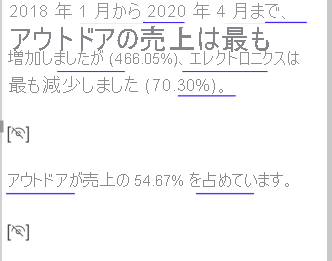 2018 年 1 月から 2020 年 4 月まで、
アウトドアの売上は最も
増加しましたが (466.05%)、エレクトロニクスは
最も減少しました (70.30%)。
アウトドアが売上の 54.67% を占めています。